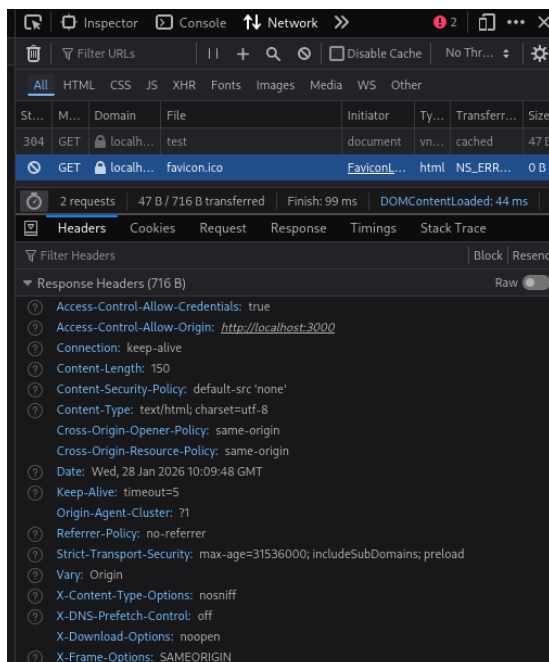 Inspector Console Network 2
Filter URLs Disable Cache No Thr...
All HTML CSS JS XHR Fonts Images Media WS Other
St... M... Domain File Initiator Ty... Transferr... Size
304 GET localh... test document vn... cached 47 B
GET localh... favicon.ico FaviconL... html NS_ERR... 0 B
2 requests 47 B / 716 B transferred Finish: 99 ms DOMContentLoaded: 44 ms
Headers Cookies Request Response Timings Stack Trace
Filter Headers Block Resend
Response Headers (716 B) Raw
Access-Control-Allow-Credentials: true
Access-Control-Allow-Origin: http://localhost:3000
Connection: keep-alive
Content-Length: 150
Content-Security-Policy: default-src 'none'
Content-Type: text/html; charset=utf-8
Cross-Origin-Opener-Policy: same-origin
Cross-Origin-Resource-Policy: same-origin
Date: Wed, 28 Jan 2026 10:09:48 GMT
Keep-Alive: timeout=5
Origin-Agent-Cluster: ?1
Referrer-Policy: no-referrer
Strict-Transport-Security: max-age=31536000; includeSubDomains; preload
Vary: Origin
X-Content-Type-Options: nosniff
X-DNS-Prefetch-Control: off
X-Download-Options: noopen
X-Frame-Options: SAMEORIGIN